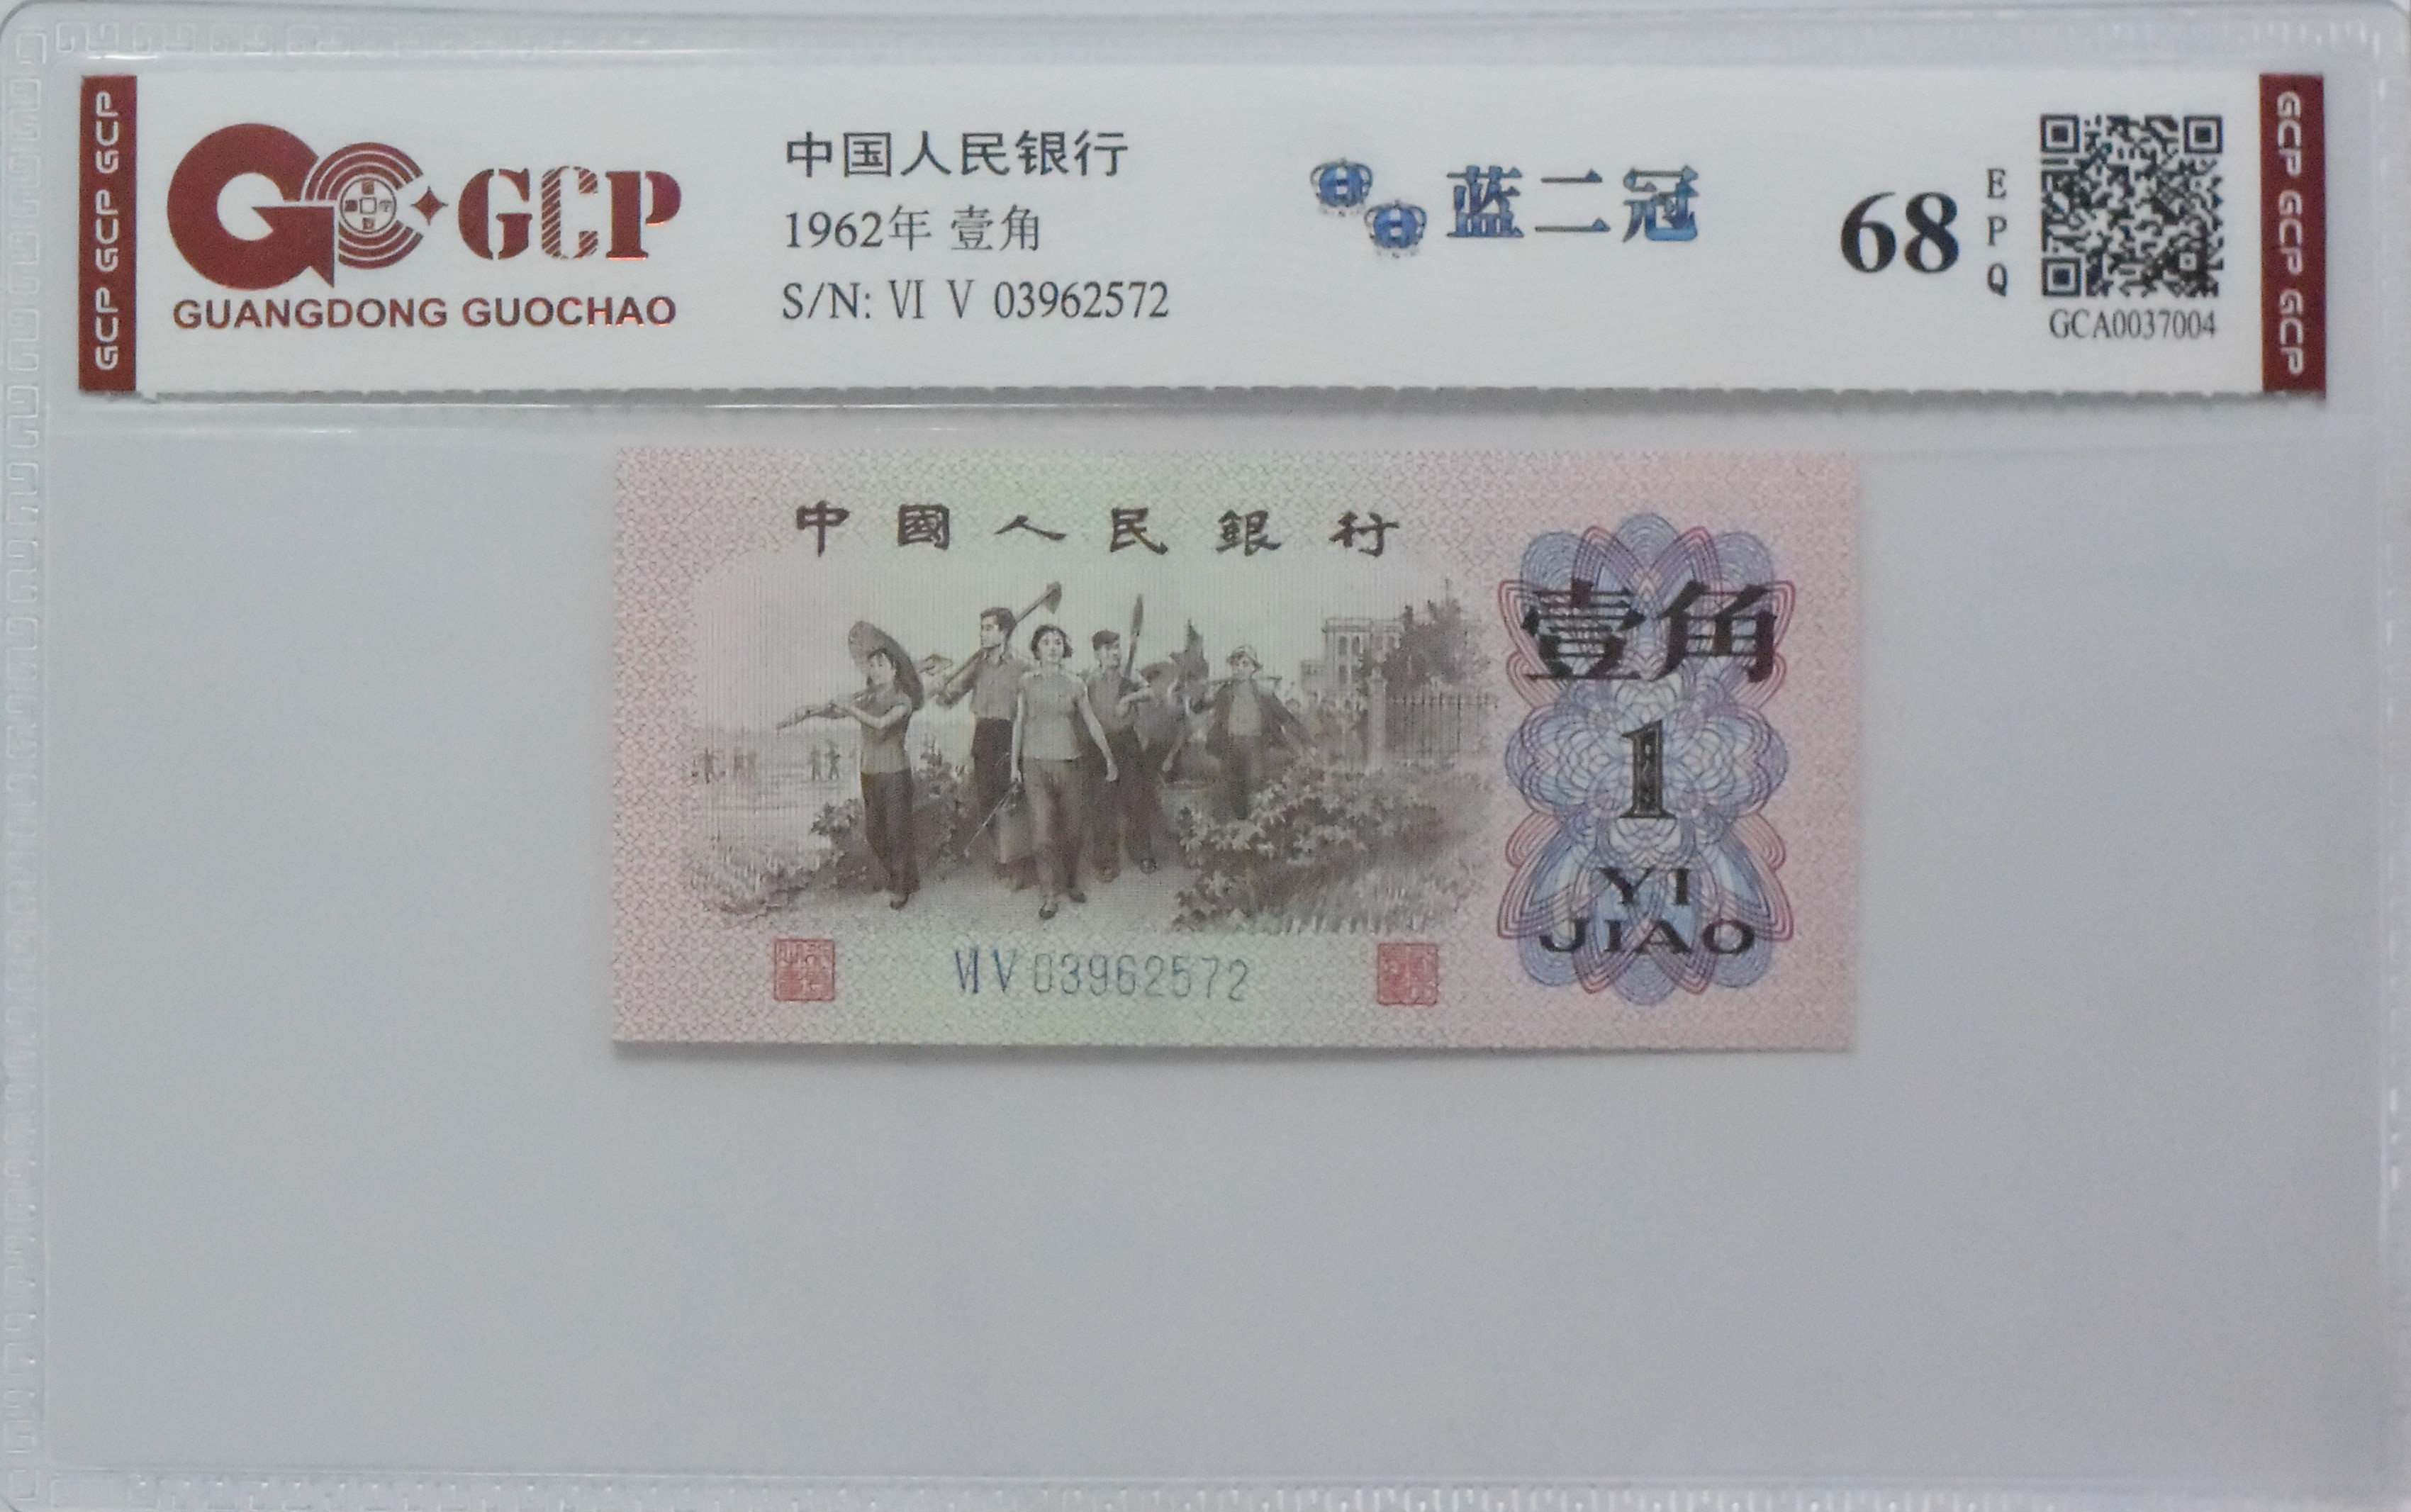 GCP GCP GCP
GCP
GUANGDONG GUOCHAO
中国人民银行
1962年 壹角
S/N: Ⅵ Ⅴ 03962572
蓝二冠
68
E
P
Q
GCA0037004
GCP GCP GCP
中國人民銀行
壹角
1
YI
JIAO
ⅥⅤ03962572